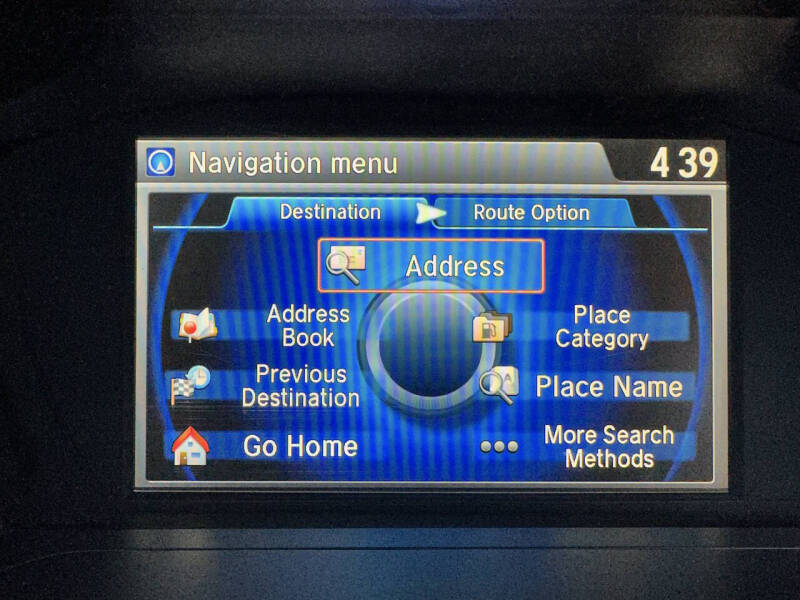 Navigation menu
4 39
Destination
Route Option
Address
Address
Book
Place
Category
Previous
Destination
Place Name
Go Home
More Search
Methods